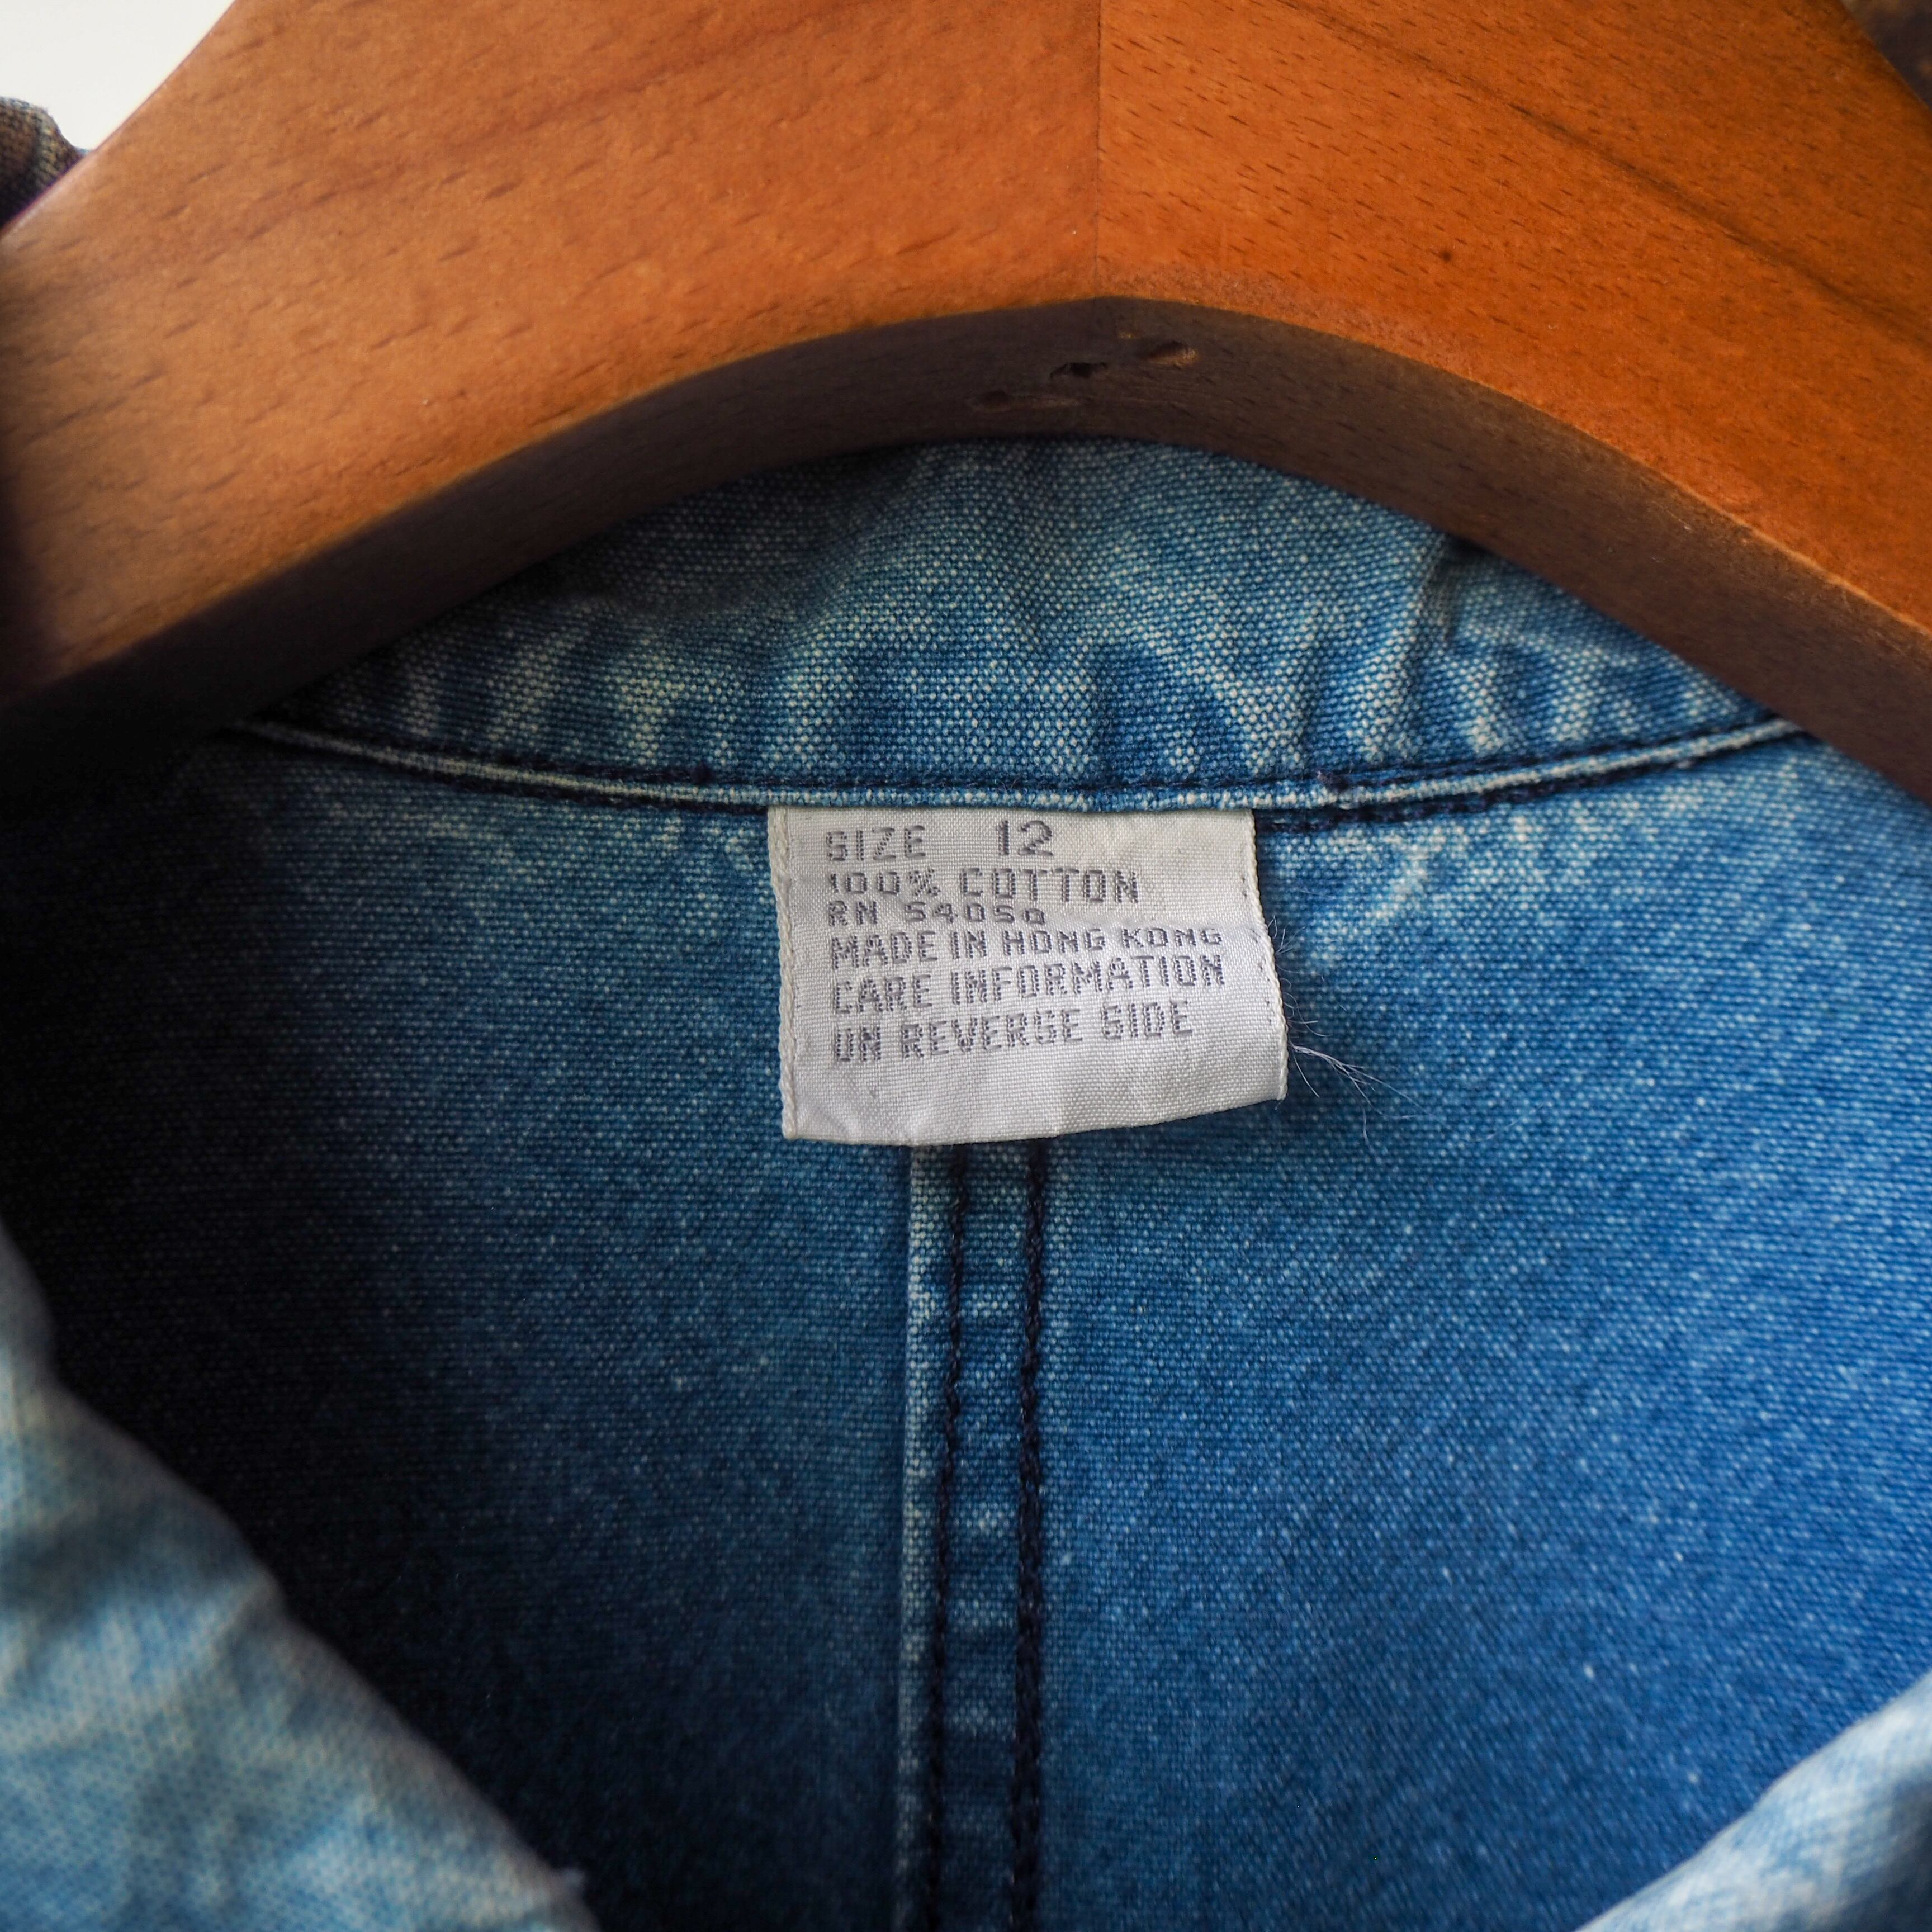 SIZE 12
100% COTTON
RN 54050
MADE IN HONG KONG
CARE INFORMATION
ON REVERSE SIDE